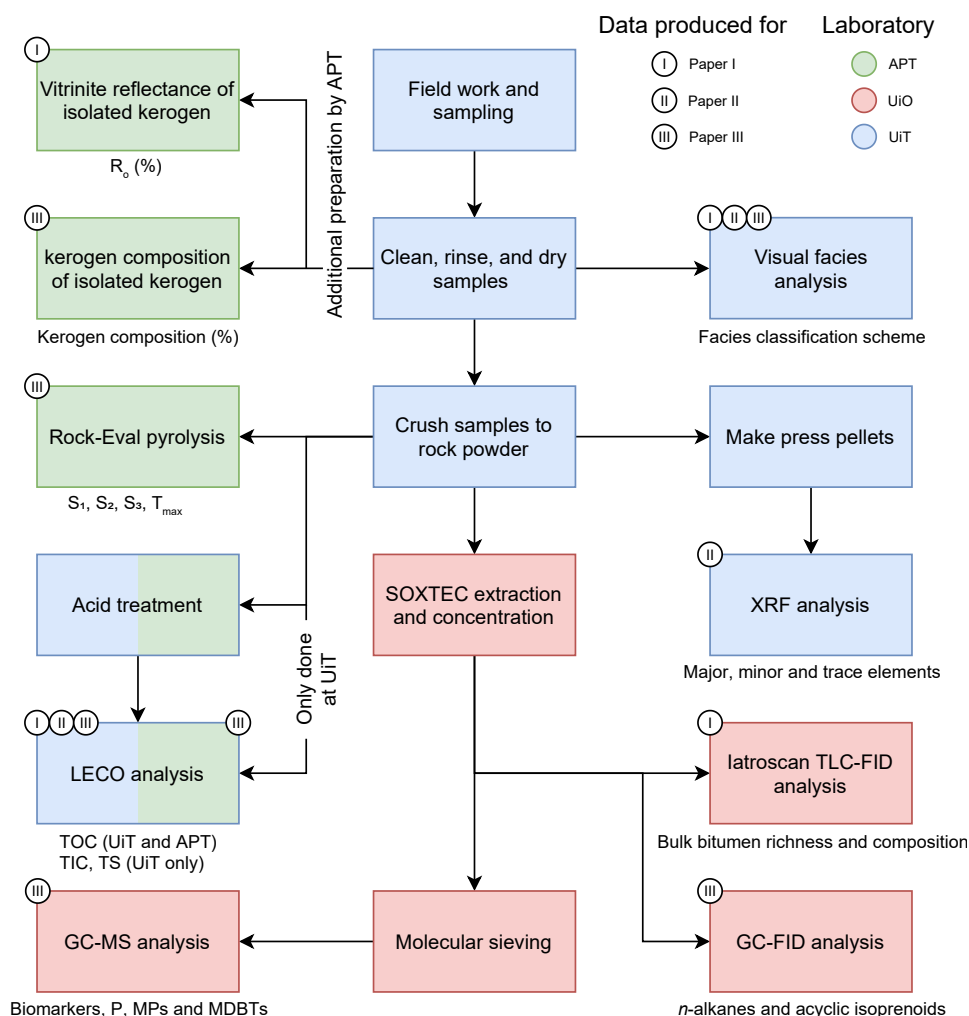 Data produced for
Laboratory
I
Paper I
APT
II
Paper II
UiO
III
Paper III
UiT
I
Vitrinite reflectance of
isolated kerogen
Rₒ (%)
Additional preparation by APT
Field work and
sampling
III
kerogen composition
of isolated kerogen
Kerogen composition (%)
Clean, rinse, and dry
samples
I
II
III
Visual facies
analysis
Facies classification scheme
III
Rock-Eval pyrolysis
S₁, S₂, S₃, Tmax
Crush samples to
rock powder
Make press pellets
Acid treatment
Only done
at UiT
SOXTEC extraction
and concentration
II
XRF analysis
Major, minor and trace elements
I
II
III
III
LECO analysis
TOC (UiT and APT)
TIC, TS (UiT only)
I
Iatroscan TLC-FID
analysis
Bulk bitumen richness and composition
III
GC-MS analysis
Biomarkers, P, MPs and MDBTs
Molecular sieving
III
GC-FID analysis
n-alkanes and acyclic isoprenoids